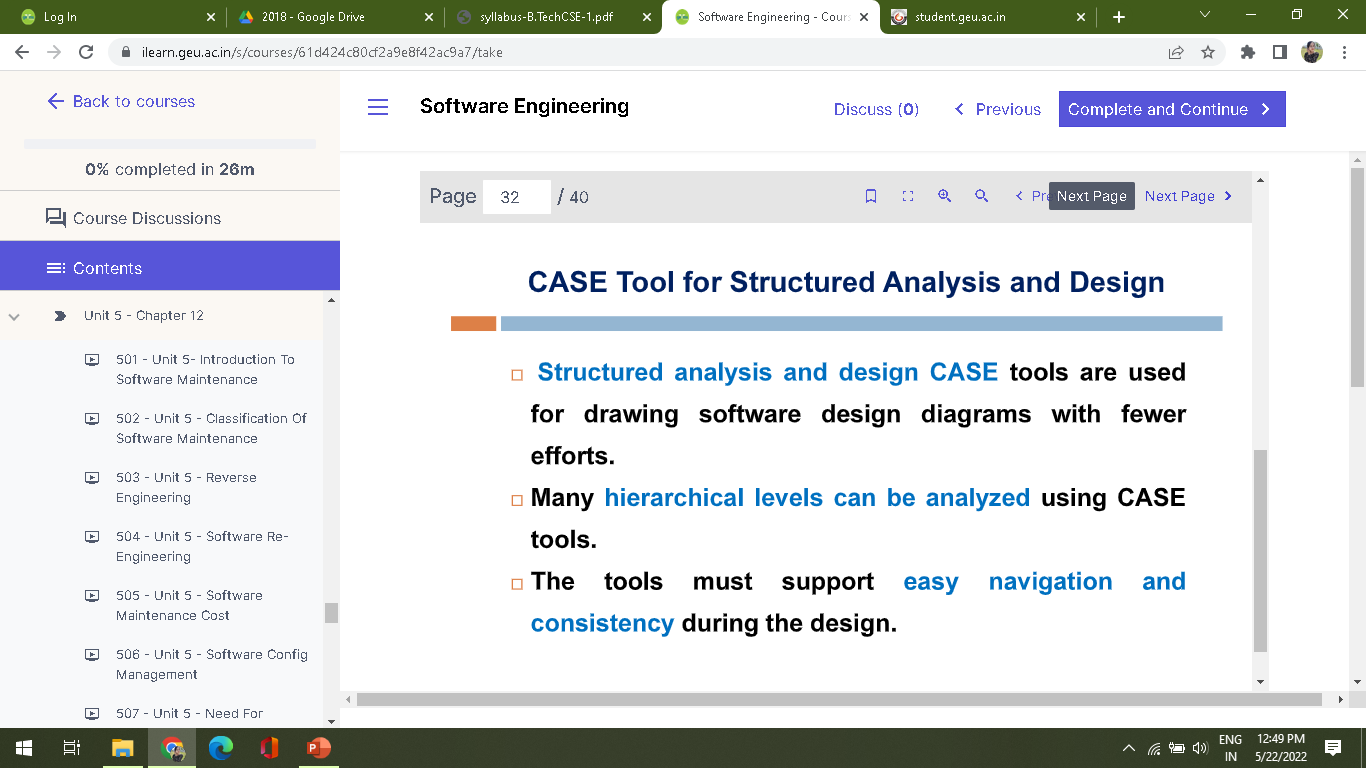 Log In
2018 - Google Drive
syllabus-B.TechCSE-1.pdf
Software Engineering - Cour
student.geu.ac.in
ilearn.geu.ac.in/s/courses/61d424c80cf2a9e8f42ac9a7/take
Back to courses
Software Engineering
Discuss (0)
Previous
Complete and Continue
0% completed in 26m
Course Discussions
Contents
Unit 5 - Chapter 12
501 - Unit 5- Introduction To
Software Maintenance
502 - Unit 5 - Classification Of
Software Maintenance
503 - Unit 5 - Reverse
Engineering
504 - Unit 5 - Software Re-
Engineering
505 - Unit 5 - Software
Maintenance Cost
506 - Unit 5 - Software Config
Management
507 - Unit 5 - Need For
Page 32 / 40
Pre
Next Page
Next Page
CASE Tool for Structured Analysis and Design
Structured analysis and design CASE tools are used
for drawing software design diagrams with fewer
efforts.
Many hierarchical levels can be analyzed using CASE
tools.
The tools must support easy navigation and
consistency during the design.
ENG
IN
12:49 PM
5/22/2022